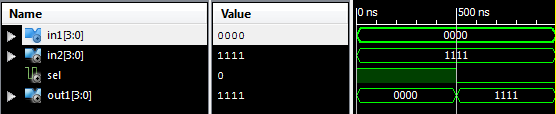 Name Value 0 ns 500 ns
in1[3:0] 0000 0000
in2[3:0] 1111 1111
sel 0
out1[3:0] 1111 0000 1111